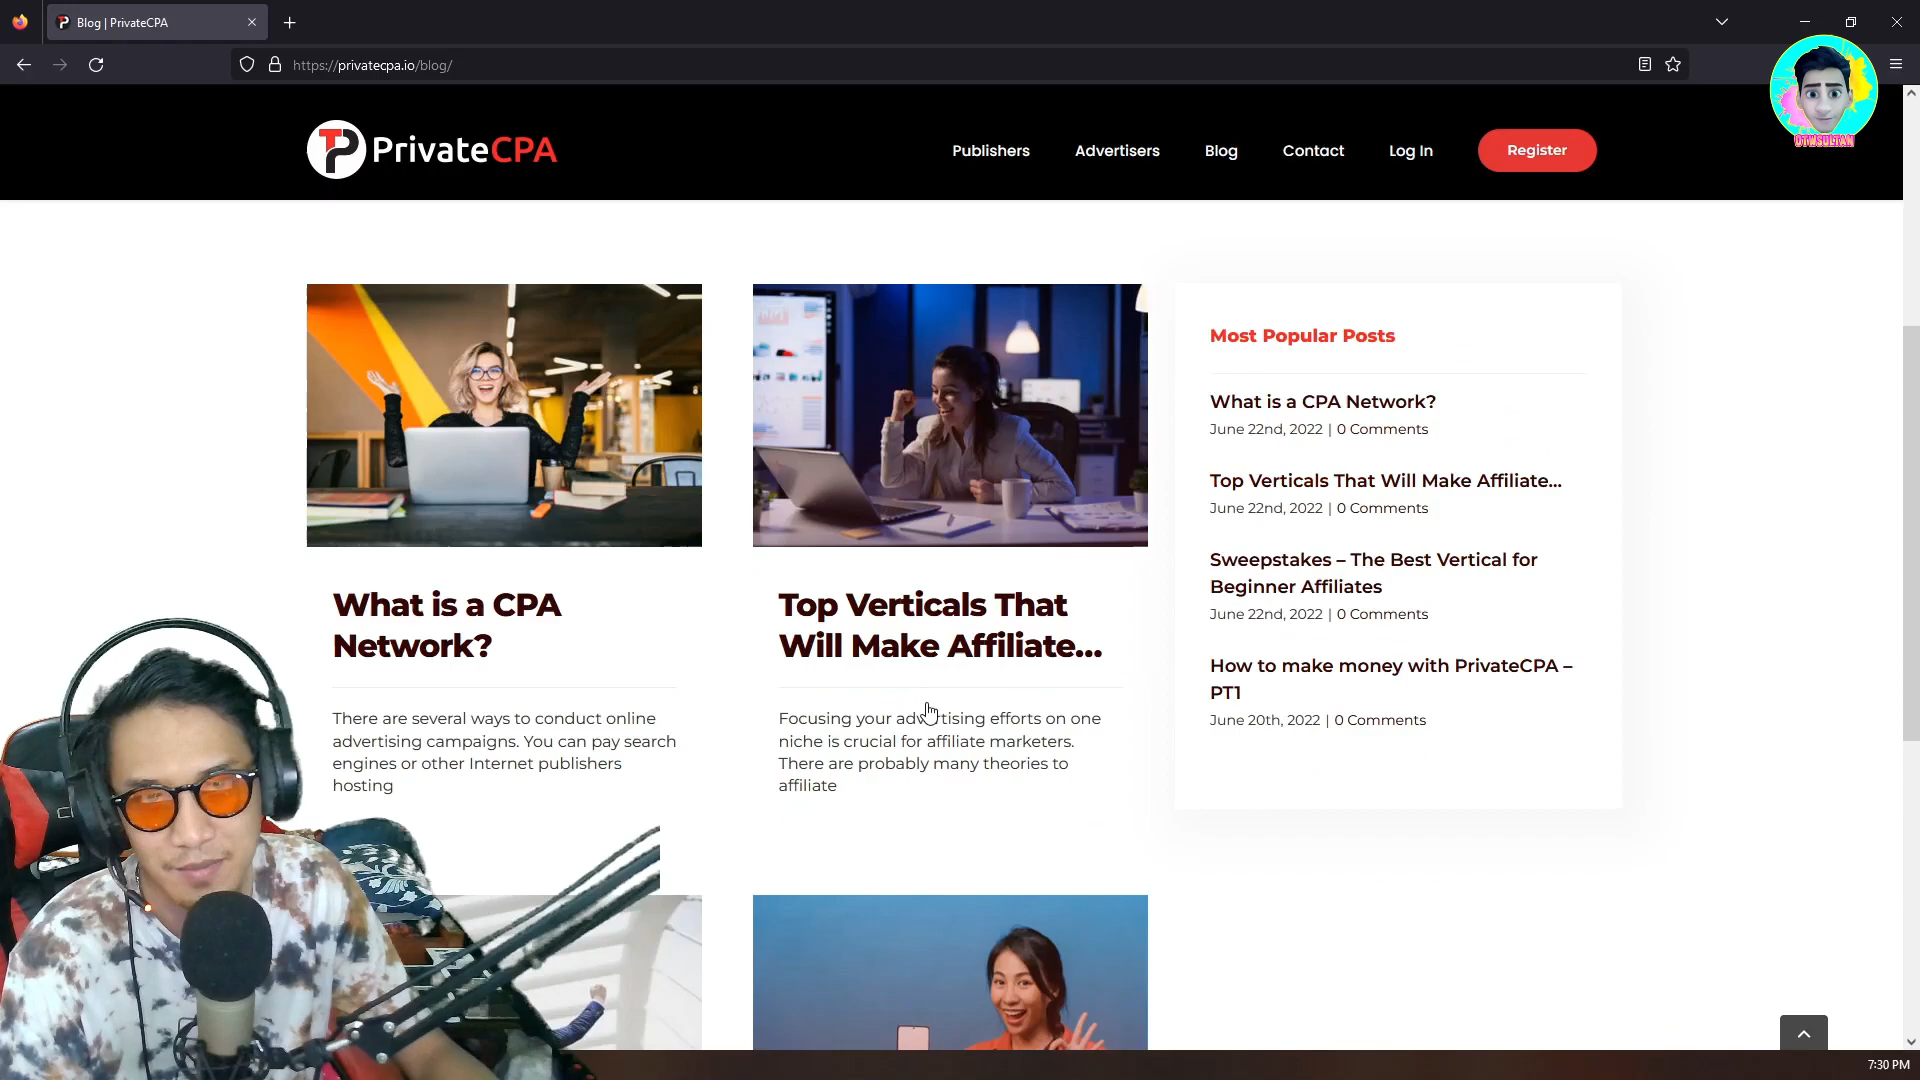 Blog | PrivateCPA
https://privatecpa.io/blog/
OTWSULTAN
PrivateCPA
Publishers
Advertisers
Blog
Contact
Log In
Register
What is a CPA
Network?
There are several ways to conduct online
advertising campaigns. You can pay search
engines or other Internet publishers
hosting
Top Verticals That
Will Make Affiliate...
Focusing your advertising efforts on one
niche is crucial for affiliate marketers.
There are probably many theories to
affiliate
Most Popular Posts
What is a CPA Network?
June 22nd, 2022 | 0 Comments
Top Verticals That Will Make Affiliate...
June 22nd, 2022 | 0 Comments
Sweepstakes – The Best Vertical for
Beginner Affiliates
June 22nd, 2022 | 0 Comments
How to make money with PrivateCPA –
PT1
June 20th, 2022 | 0 Comments
7:30 PM